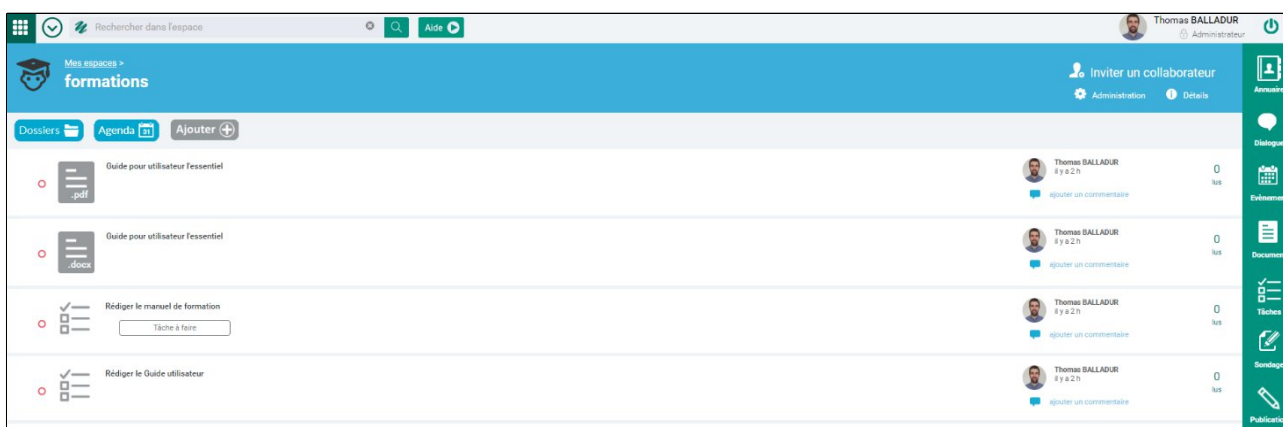 Rechercher dans l'espace
Aide
Thomas BALLADUR
Administrateur
Mes espaces >
formations
Inviter un collaborateur
Administration
Détails
Annuaire
Dossiers
Agenda
31
Ajouter
Dialogue
Guide pour utilisateur l'essentiel
.pdf
Thomas BALLADUR
il y a 2 h
ajouter un commentaire
0
lus
Evènemen
Guide pour utilisateur l'essentiel
.docx
Thomas BALLADUR
il y a 2 h
ajouter un commentaire
0
lus
Documen
Rédiger le manuel de formation
Tâche à faire
Thomas BALLADUR
il y a 2 h
ajouter un commentaire
0
lus
Tâches
Rédiger le Guide utilisateur
Thomas BALLADUR
il y a 2 h
ajouter un commentaire
0
lus
Sondage
Publicatio